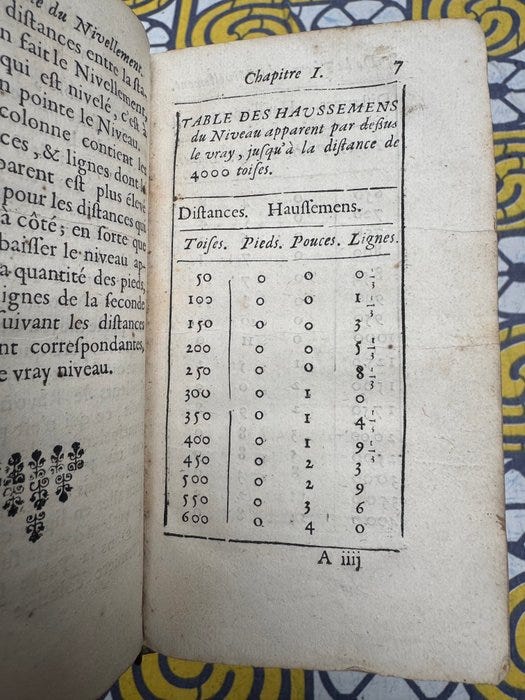 té du Nivellement.
distances entre la sta-
n fait le Nivellement,
qui est nivelé, c'est à
n pointe le Niveau.
colonne contient les
ces, & lignes, dont le
parent est plus élevé
pour les distances qui
à côté; en sorte que
baisser le niveau ap-
a quantité des pieds,
ignes de la seconde
uivant les distances
nt correspondantes,
e vray niveau.
Chapitre I. 7
TABLE DES HAUSSEMENS
du Niveau apparent par deſſus
le vray, juſqu'à la diſtance de
4000 toiſes.
Diſtances. Hauſſemens.
Toiſes. Pieds. Pouces. Lignes.
50 0 0 0 1/3
100 0 0 1 1/3
150 0 0 3
200 0 0 5 1/3
250 0 0 8 1/3
300 0 1 0
350 0 1 4 1/3
400 0 1 9 1/3
450 0 2 3
500 0 2 9
550 0 3 6
600 0 4 0
A iiij